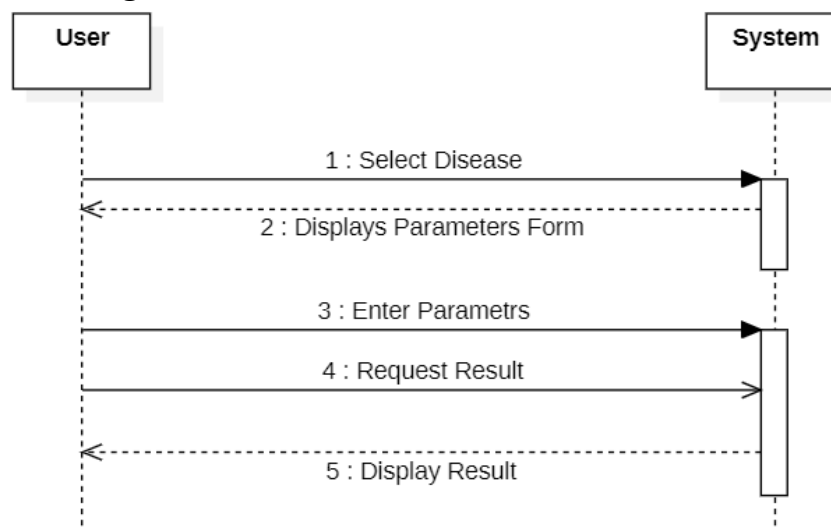 User
System
1 : Select Disease
2 : Displays Parameters Form
3 : Enter Parametrs
4 : Request Result
5 : Display Result